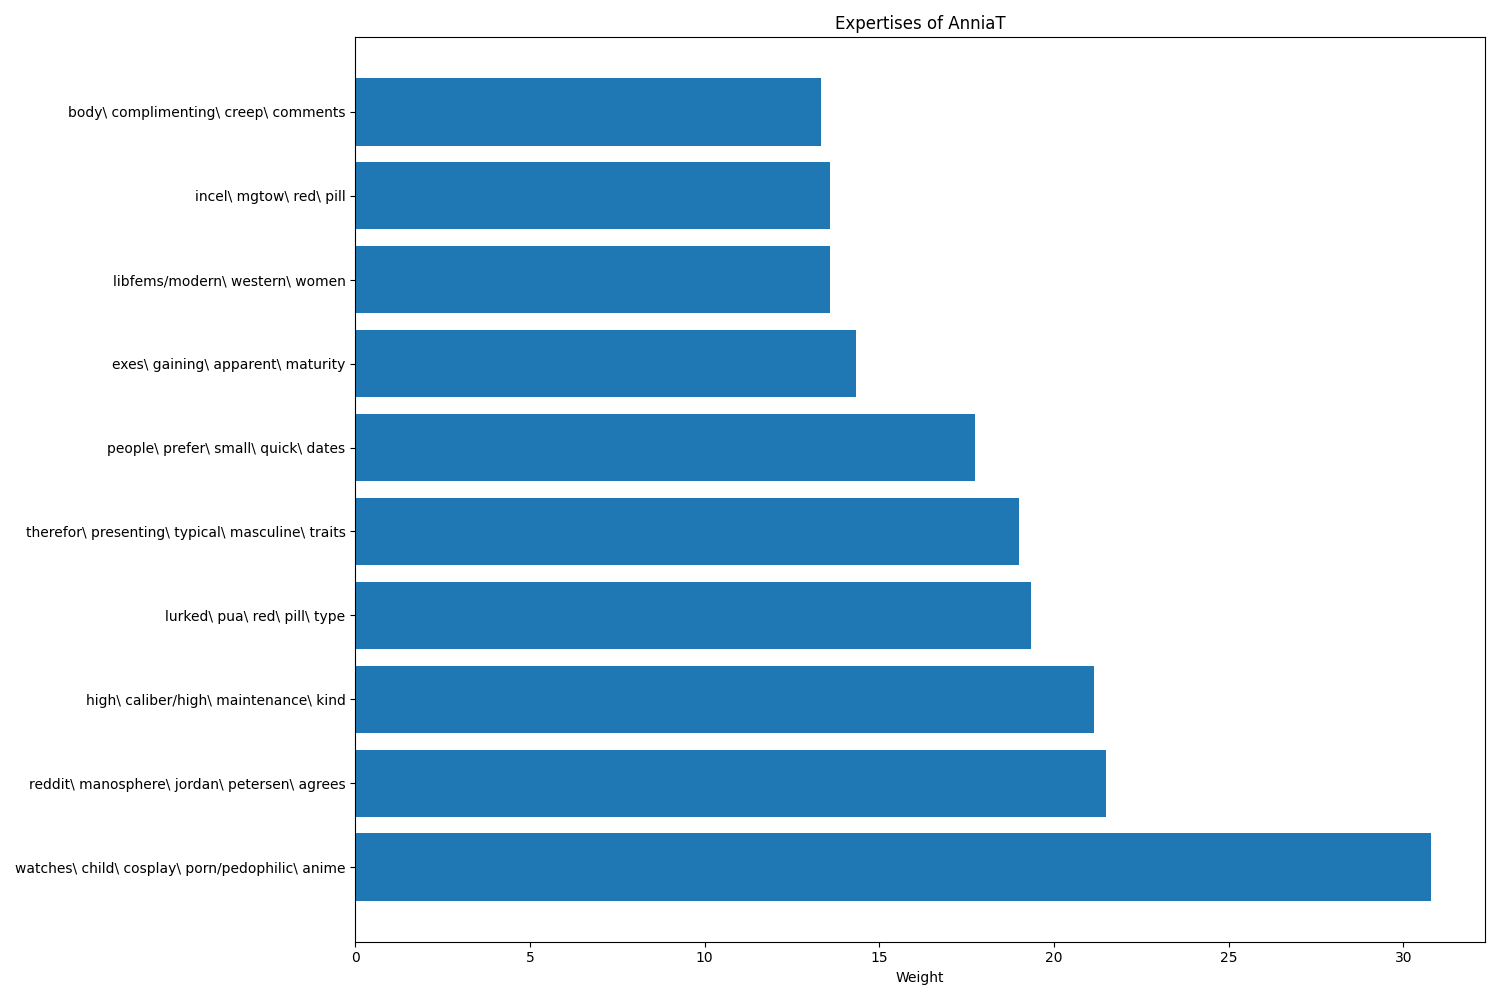 Expertises of AnniaT
body\ complimenting\ creep\ comments
incel\ mgtow\ red\ pill
libfems/modern\ western\ women
exes\ gaining\ apparent\ maturity
people\ prefer\ small\ quick\ dates
therefor\ presenting\ typical\ masculine\ traits
lurked\ pua\ red\ pill\ type
high\ caliber/high\ maintenance\ kind
reddit\ manosphere\ jordan\ petersen\ agrees
watches\ child\ cosplay\ porn/pedophilic\ anime
0 5 10 15 20 25 30
Weight